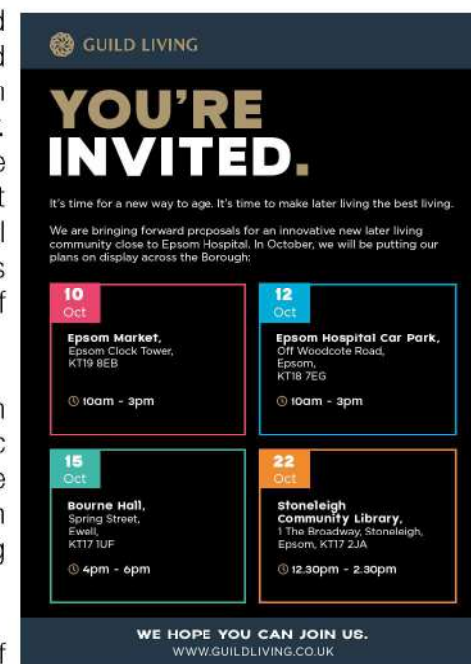 GUILD LIVING
YOU'RE
INVITED.
It's time for a new way to age. It's time to make later living the best living.
We are bringing forward proposals for an innovative new later living
community close to Epsom Hospital. In October, we will be putting our
plans on display across the Borough:
10
Oct
Epsom Market,
Epsom Clock Tower,
KT19 8EB
10am - 3pm
12
Oct
Epsom Hospital Car Park,
Off Woodcote Road,
Epsom,
KT18 7EG
10am - 3pm
15
Oct
Bourne Hall,
Spring Street,
Ewell,
KT17 1UF
4pm - 6pm
22
Oct
Stoneleigh
Community Library,
1 The Broadway, Stoneleigh,
Epsom, KT17 2JA
12.30pm - 2.30pm
WE HOPE YOU CAN JOIN US.
WWW.GUILDLIVING.CO.UK